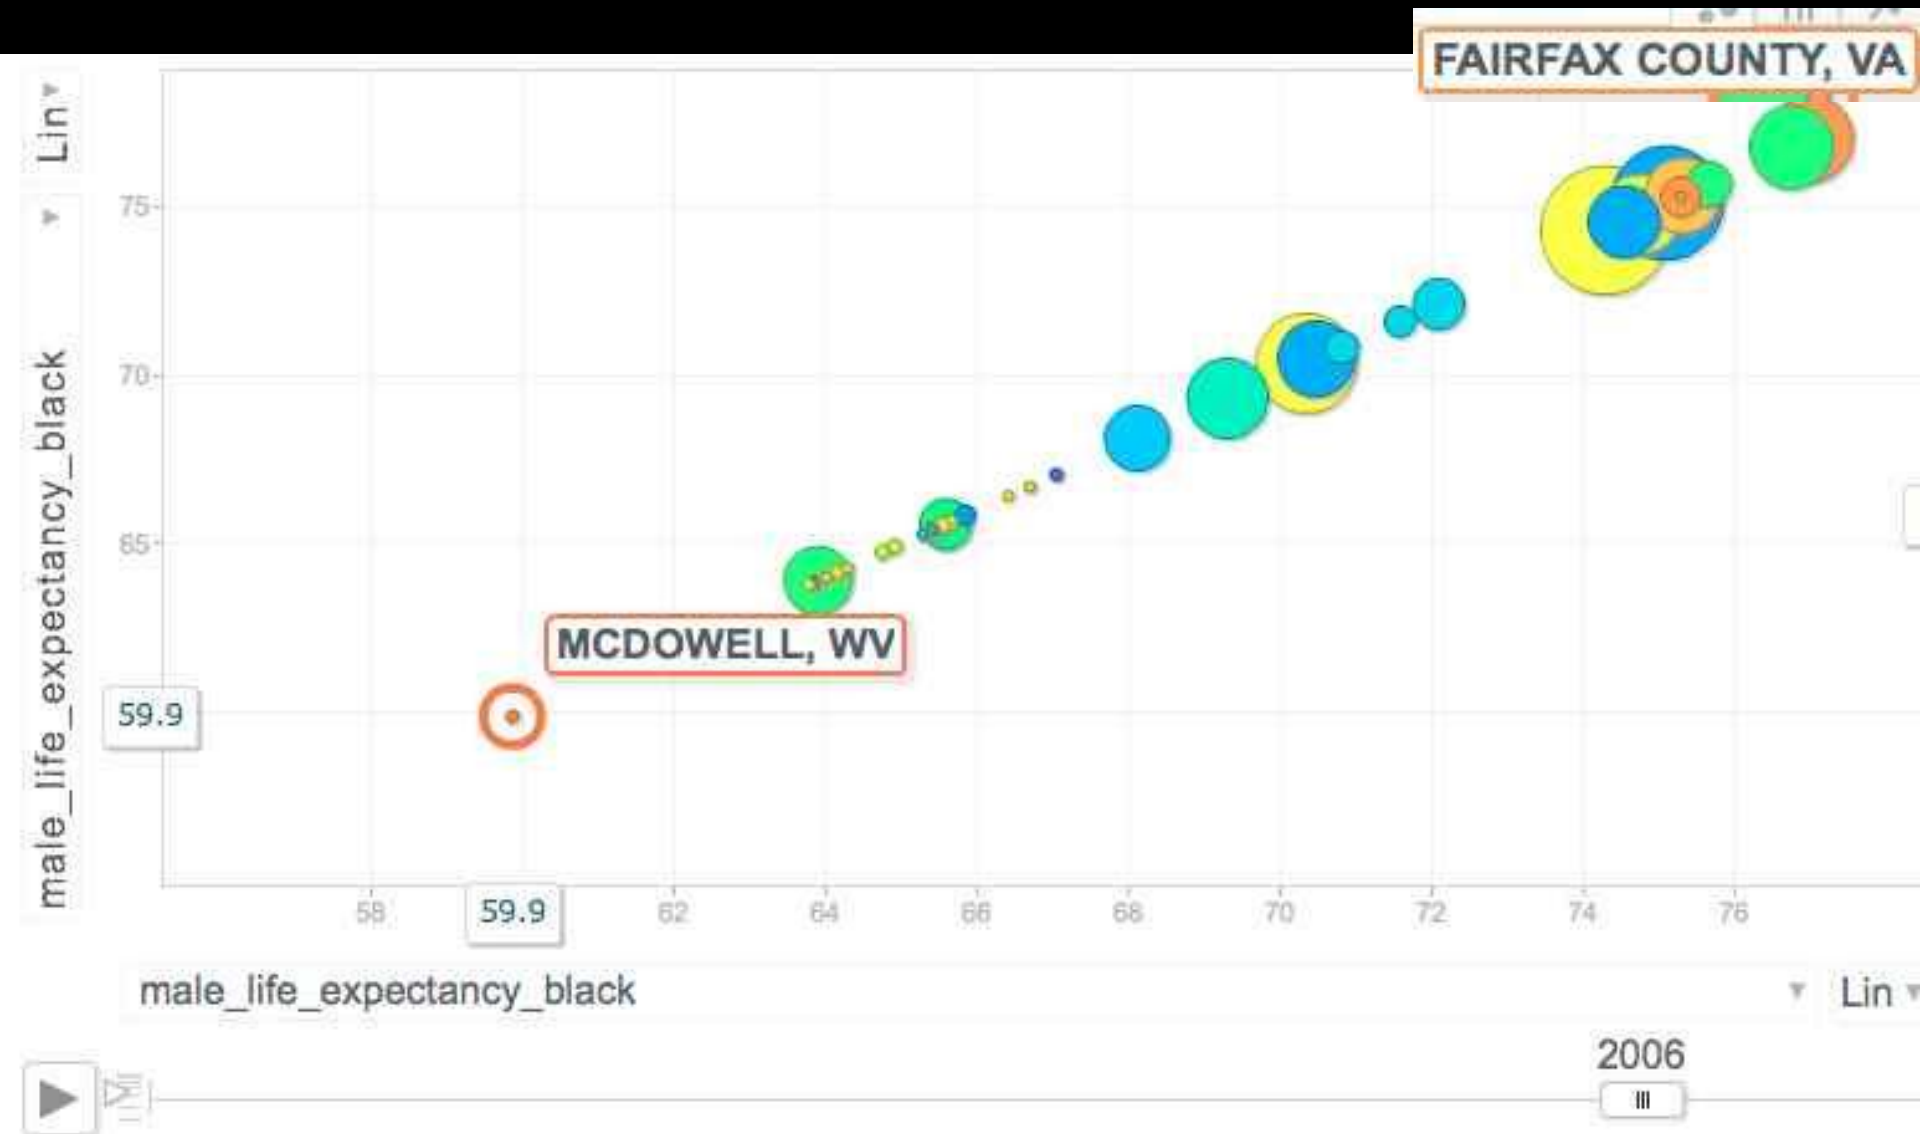 FAIRFAX COUNTY, VA
Lin
75
70
65
male_life_expectancy_black
MCDOWELL, WV
59.9
58
59.9
62
64
66
68
70
72
74
76
male_life_expectancy_black
Lin
2006